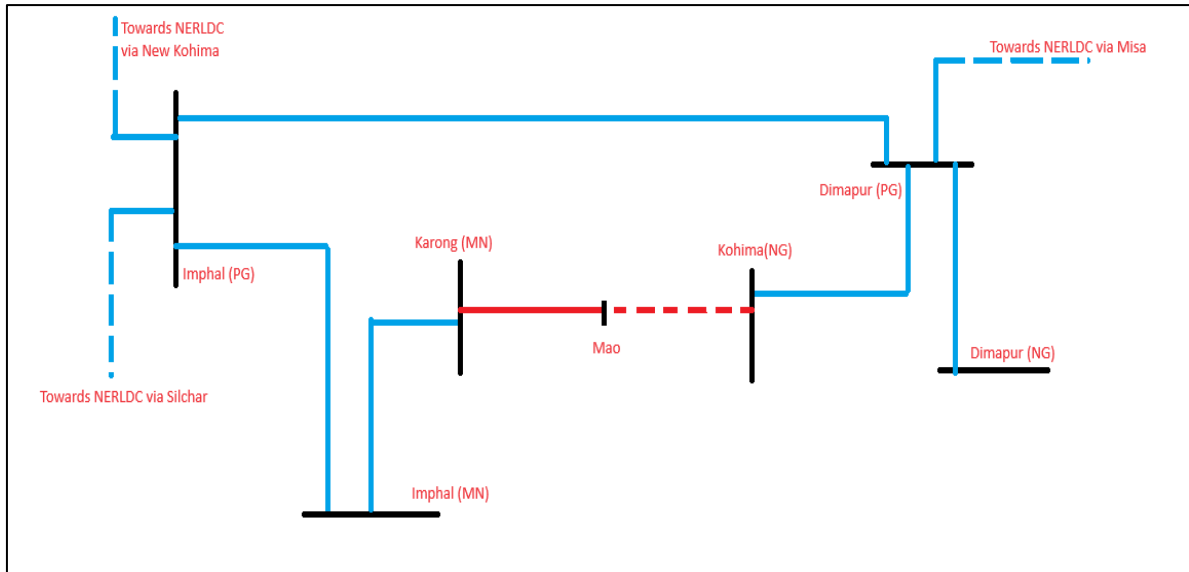 Towards NERLDC
via New Kohima
Towards NERLDC via Misa
Dimapur (PG)
Karong (MN)
Kohima(NG)
Imphal (PG)
Mao
Dimapur (NG)
Towards NERLDC via Silchar
Imphal (MN)